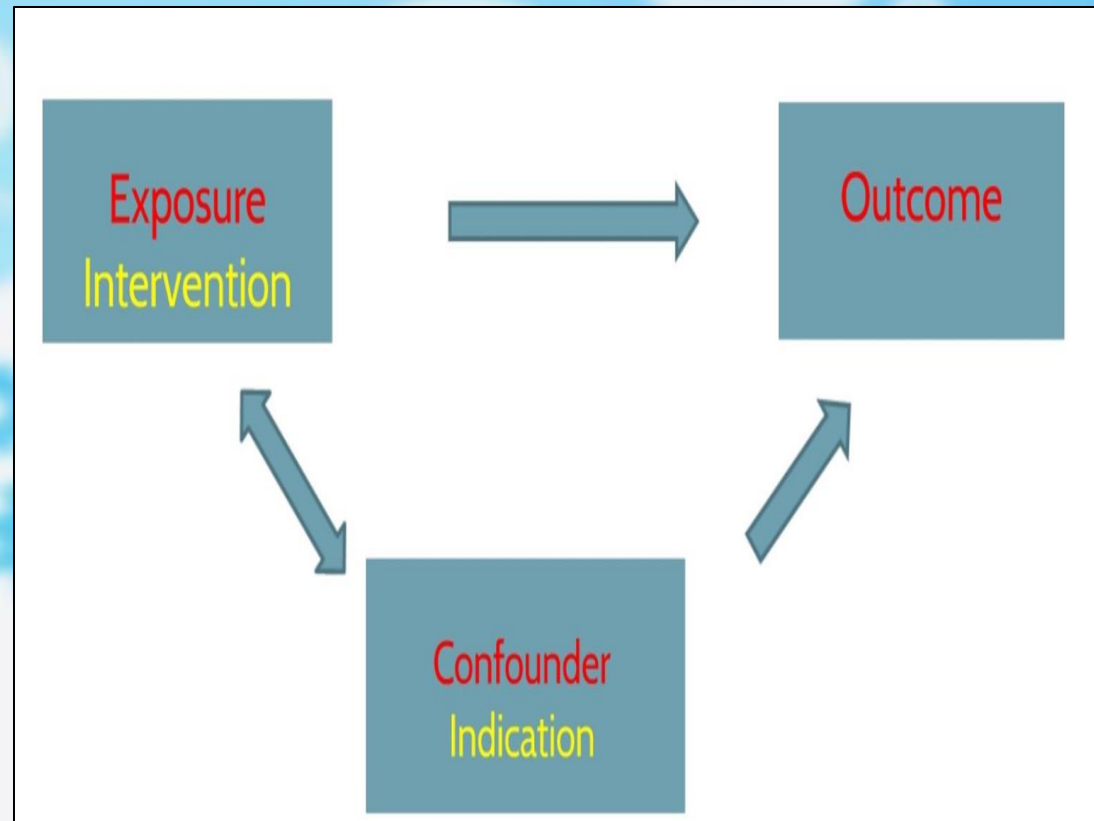 Exposure
Intervention
Outcome
Confounder
Indication